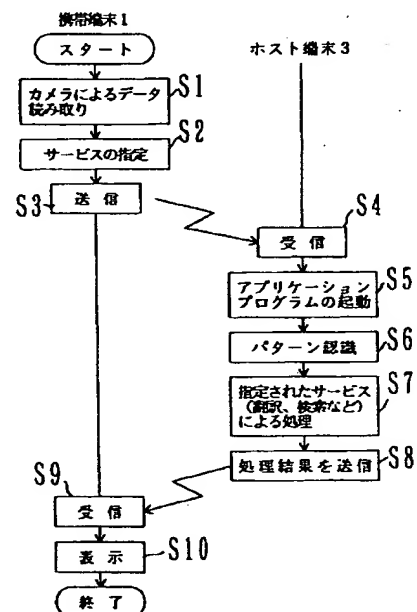 携帯端末1
スタート
ホスト端末3
カメラによるデータ
読み取り
S1
サービスの指定
S2
送信
S3
受信
S4
アプリケーション
プログラムの起動
S5
パターン認識
S6
指定されたサービス
(翻訳、検索など)
による処理
S7
処理結果を送信
S8
S9
受信
表示
S10
終了